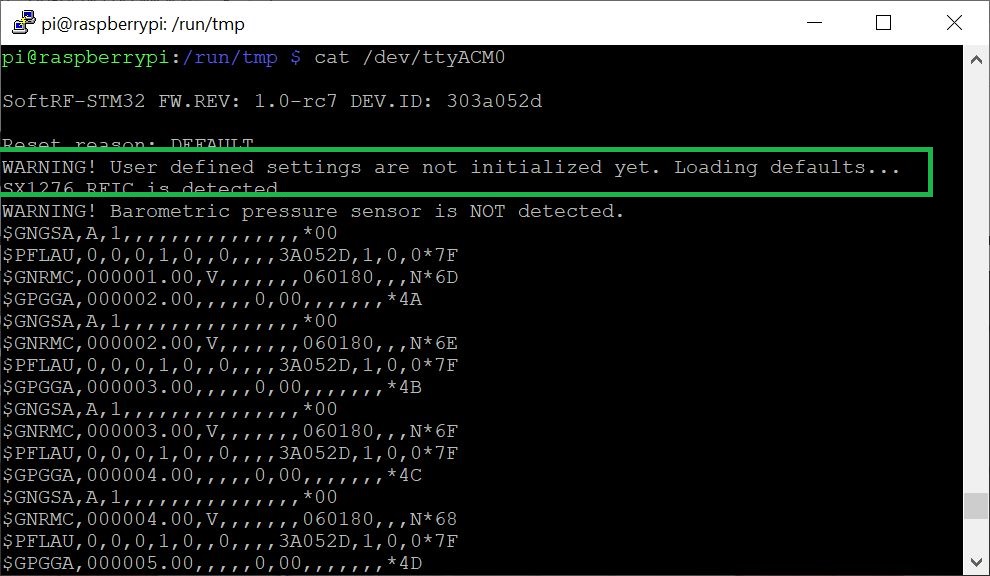 pi@raspberrypi: /run/tmp
pi@raspberrypi:/run/tmp $ cat /dev/ttyACM0
SoftRF-STM32 FW.REV: 1.0-rc7 DEV.ID: 303a052d
Reset reason: DEFAULT
WARNING! User defined settings are not initialized yet. Loading defaults...
SX1276 RFIC is detected
WARNING! Barometric pressure sensor is NOT detected.
$GNGSA,A,1,,,,,,,,,,,,,,,,*00
$PFLAU,0,0,0,1,0,,0,,,,3A052D,1,0,0*7F
$GNRMC,000001.00,V,,,,,,,060180,,,N*6D
$GPGGA,000002.00,,,,,0,00,,,,,,,*4A
$GNGSA,A,1,,,,,,,,,,,,,,,,*00
$GNRMC,000002.00,V,,,,,,,060180,,,N*6E
$PFLAU,0,0,0,1,0,,0,,,,3A052D,1,0,0*7F
$GPGGA,000003.00,,,,,0,00,,,,,,,*4B
$GNGSA,A,1,,,,,,,,,,,,,,,,*00
$GNRMC,000003.00,V,,,,,,,060180,,,N*6F
$PFLAU,0,0,0,1,0,,0,,,,3A052D,1,0,0*7F
$GPGGA,000004.00,,,,,0,00,,,,,,,*4C
$GNGSA,A,1,,,,,,,,,,,,,,,,*00
$GNRMC,000004.00,V,,,,,,,060180,,,N*68
$PFLAU,0,0,0,1,0,,0,,,,3A052D,1,0,0*7F
$GPGGA,000005.00,,,,,0,00,,,,,,,*4D